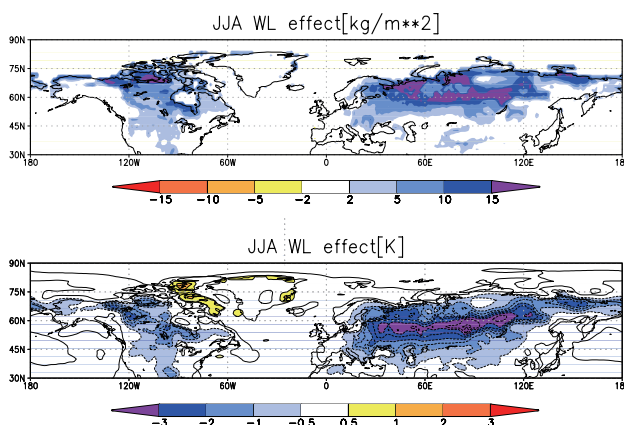 JJA WL effect[kg/m**2]
90N
75N
60N
45N
30N
180 120W 60W 0 60E 120E 180
-15 -10 -5 -2 2 5 10 15
JJA WL effect[K]
90N
75N
60N
45N
30N
180 120W 60W 0 60E 120E 180
-3 -2 -1 -0.5 0.5 1 2 3